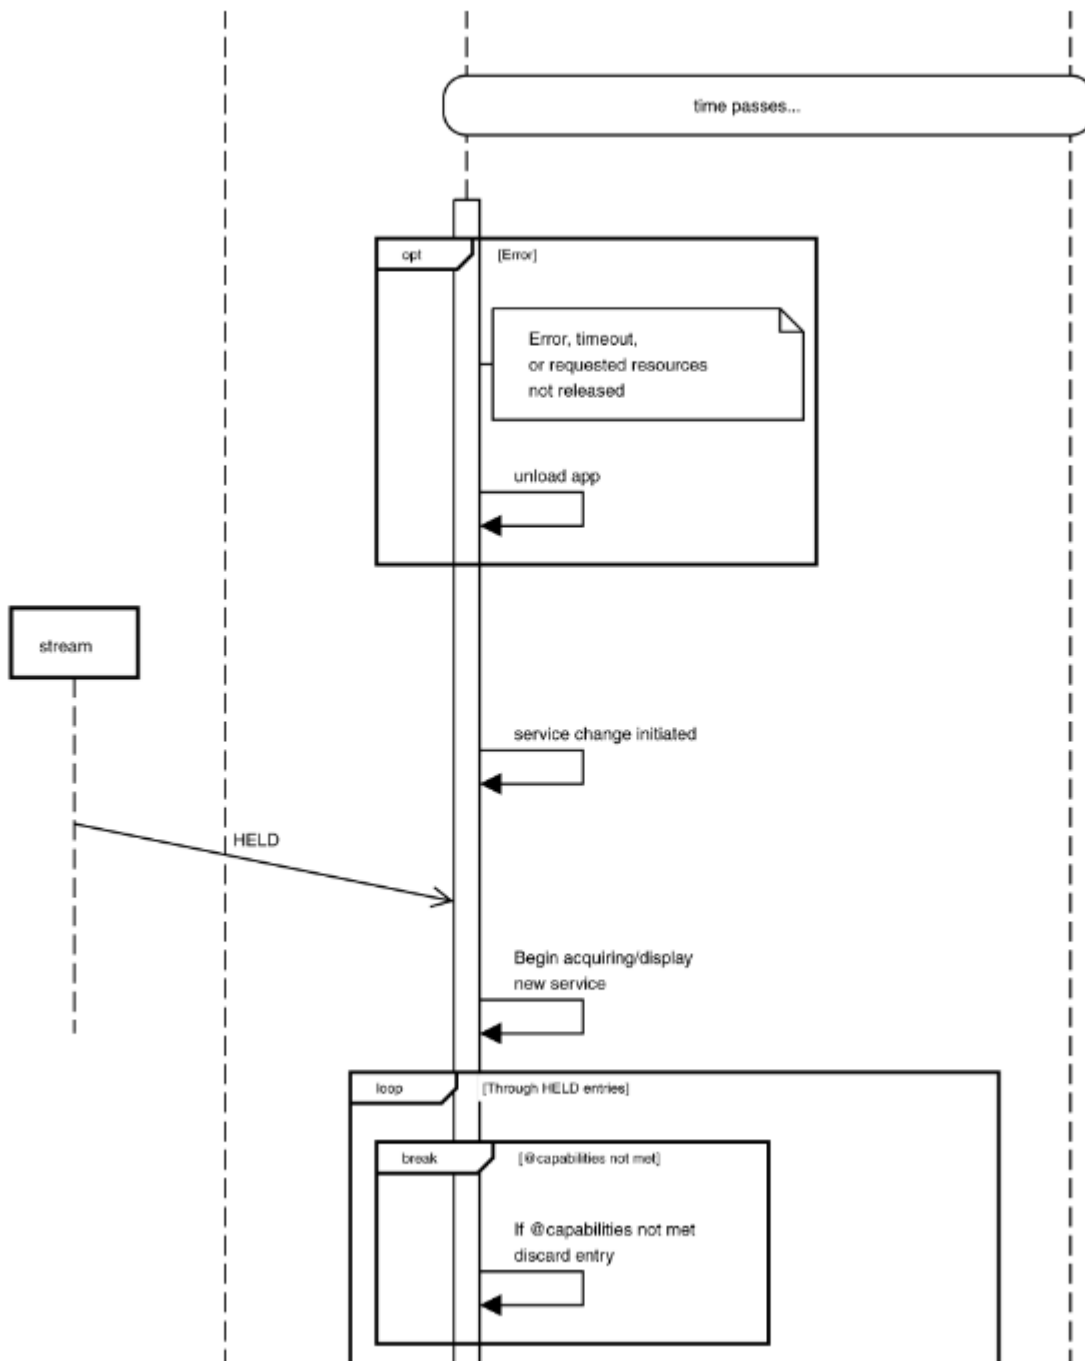 time passes...
opt
[Error]
Error, timeout,
or requested resources
not released
unload app
stream
service change initiated
HELD
Begin acquiring/display
new service
loop
[Through HELD entries]
break
[@capabilities not met]
If @capabilities not met
discard entry